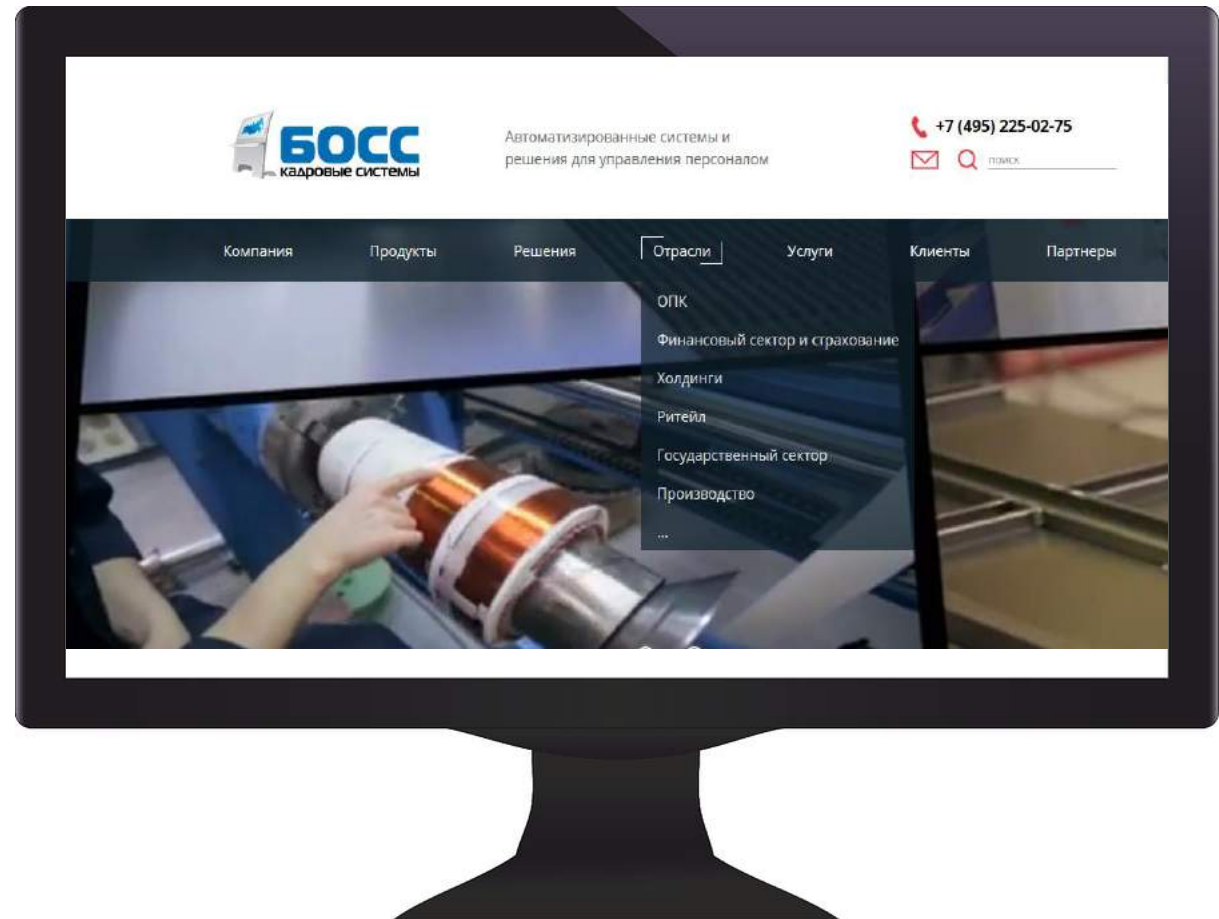 БОСС
кадровые системы
Автоматизированные системы и
решения для управления персоналом
+7 (495) 225-02-75
поиск
Компания Продукты Решения Отрасли Услуги Клиенты Партнеры
ОПК
Финансовый сектор и страхование
Холдинги
Ритейл
Государственный сектор
Производство
...